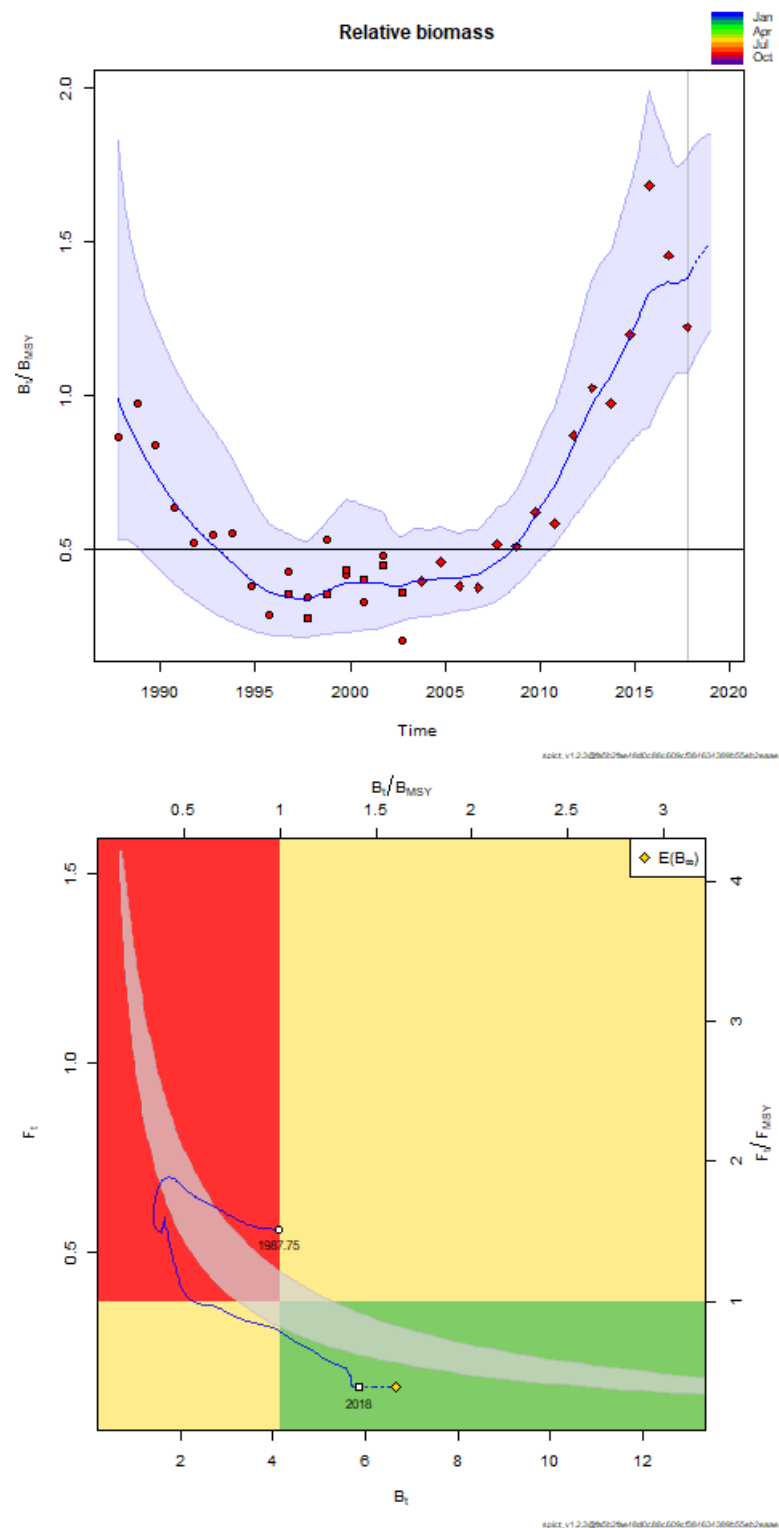 Relative biomass
Jan
Apr
Jul
Oct
2.0
1.5
1.0
0.5
Bt/BMSY
1990 1995 2000 2005 2010 2015 2020
Time
Bt/BMSY
0.5 1 1.5 2 2.5 3
E(B∞)
1.5
1.0
0.5
Ft
4
3
2
1
Ft/FMSY
1987.75
2018
2 4 6 8 10 12
Bt